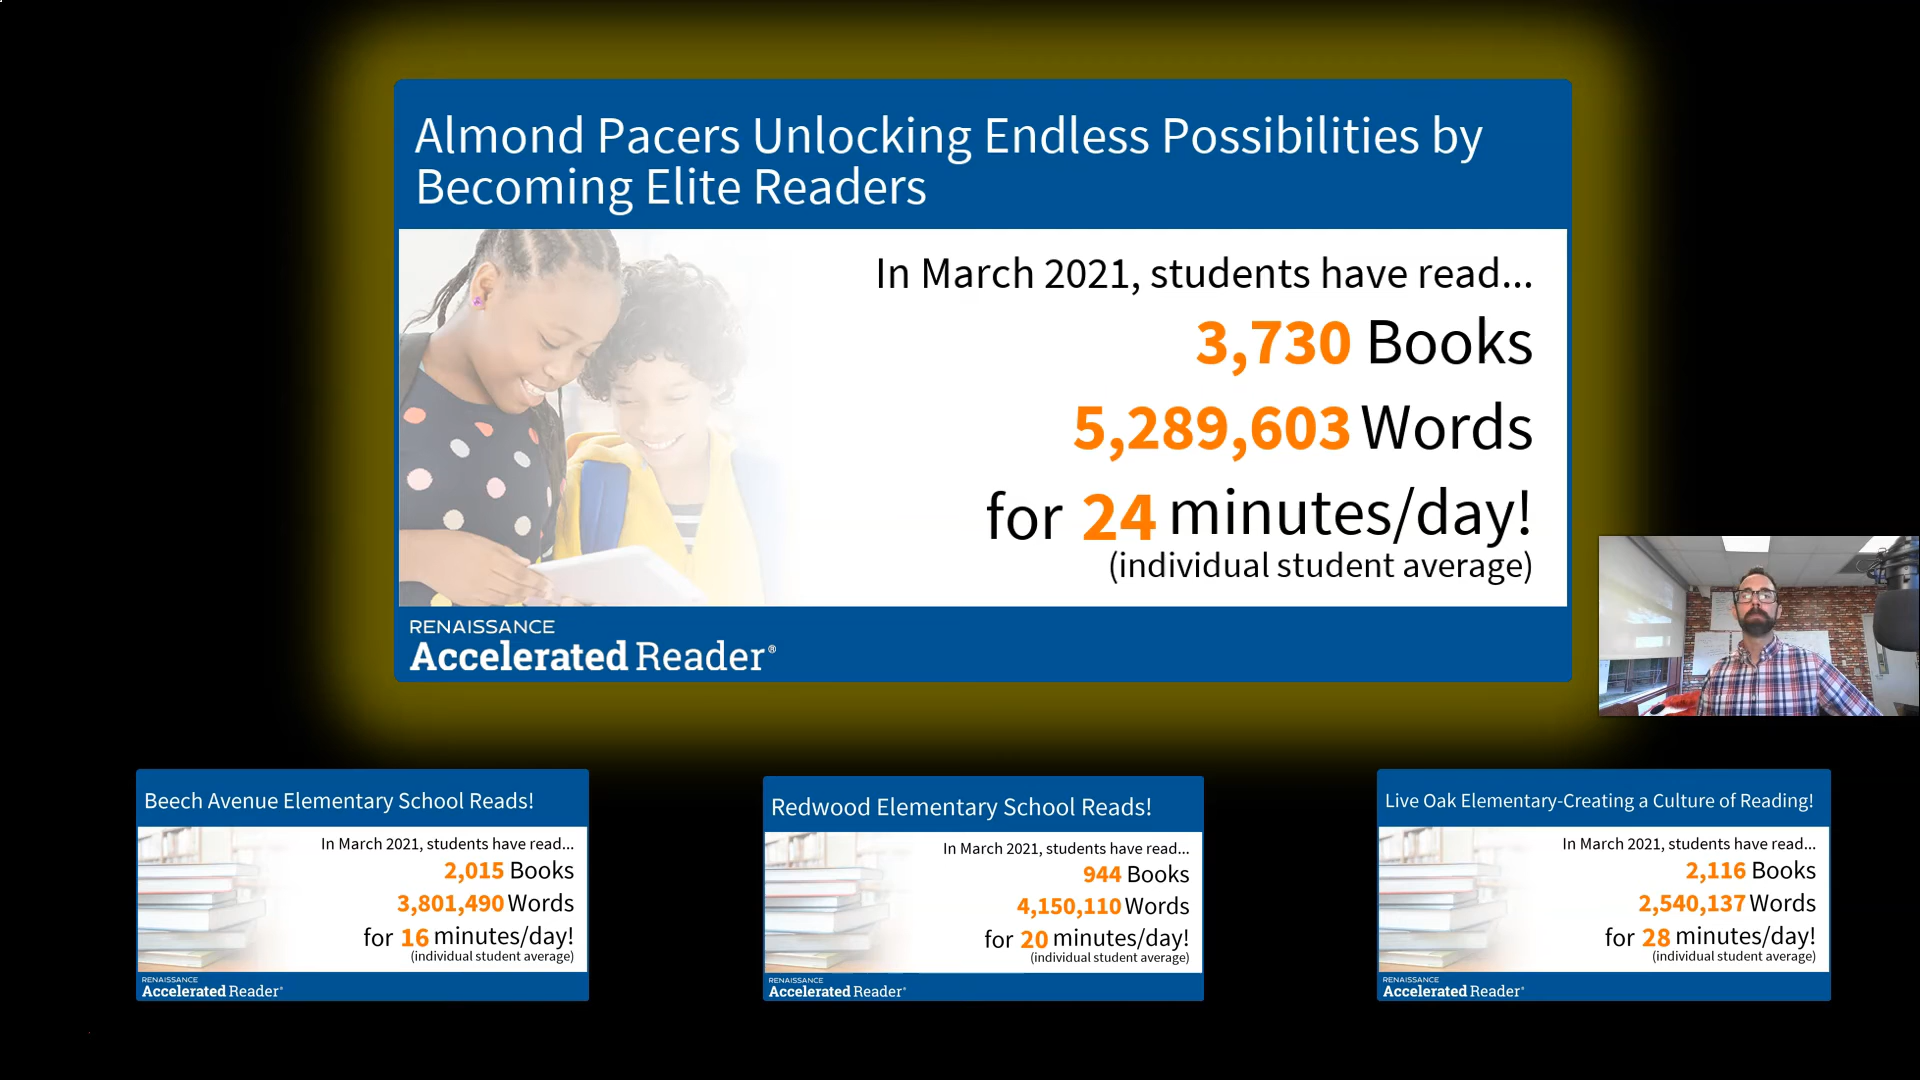 Almond Pacers Unlocking Endless Possibilities by
Becoming Elite Readers
In March 2021, students have read...
3,730 Books
5,289,603 Words
for 24 minutes/day!
(individual student average)
RENAISSANCE
Accelerated Reader®
Beech Avenue Elementary School Reads!
In March 2021, students have read...
2,015 Books
3,801,490 Words
for 16 minutes/day!
(individual student average)
RENAISSANCE
Accelerated Reader®
Redwood Elementary School Reads!
In March 2021, students have read...
944 Books
4,150,110 Words
for 20 minutes/day!
(individual student average)
RENAISSANCE
Accelerated Reader®
Live Oak Elementary-Creating a Culture of Reading!
In March 2021, students have read...
2,116 Books
2,540,137 Words
for 28 minutes/day!
(individual student average)
RENAISSANCE
Accelerated Reader®